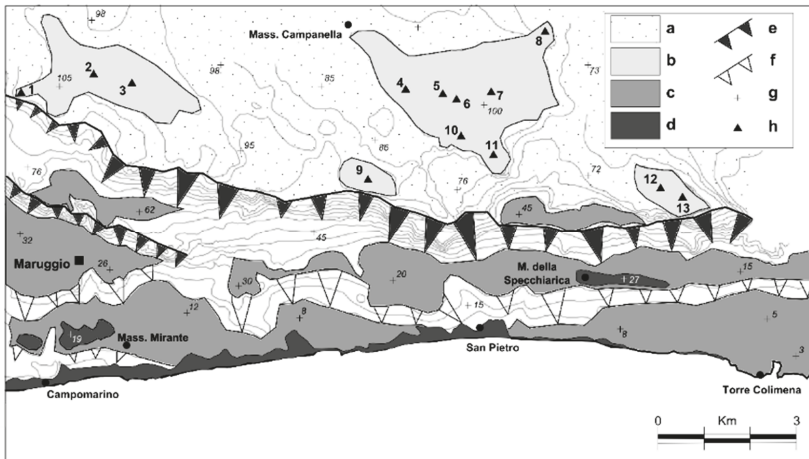 98
Mass. Campanella
8
a
e
b
f
c
g
d
h
1
105
2
3
98
85
4
5
6
7
100
73
10
11
95
86
9
76
72
12
13
76
62
45
45
32
Maruggio
26
30
20
M. della
Specchiarica
27
15
12
8
15
8
5
3
19
Mass. Mirante
San Pietro
Campomarino
Torre Colimena
0 Km 3